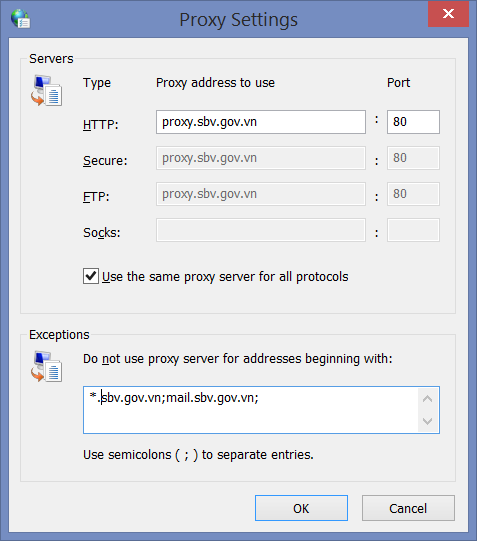 Proxy Settings
Servers
Type Proxy address to use Port
HTTP: proxy.sbv.gov.vn : 80
Secure: proxy.sbv.gov.vn : 80
FTP: proxy.sbv.gov.vn : 80
Socks: :
Use the same proxy server for all protocols
Exceptions
Do not use proxy server for addresses beginning with:
*.sbv.gov.vn;mail.sbv.gov.vn;
Use semicolons ( ; ) to separate entries.
OK Cancel